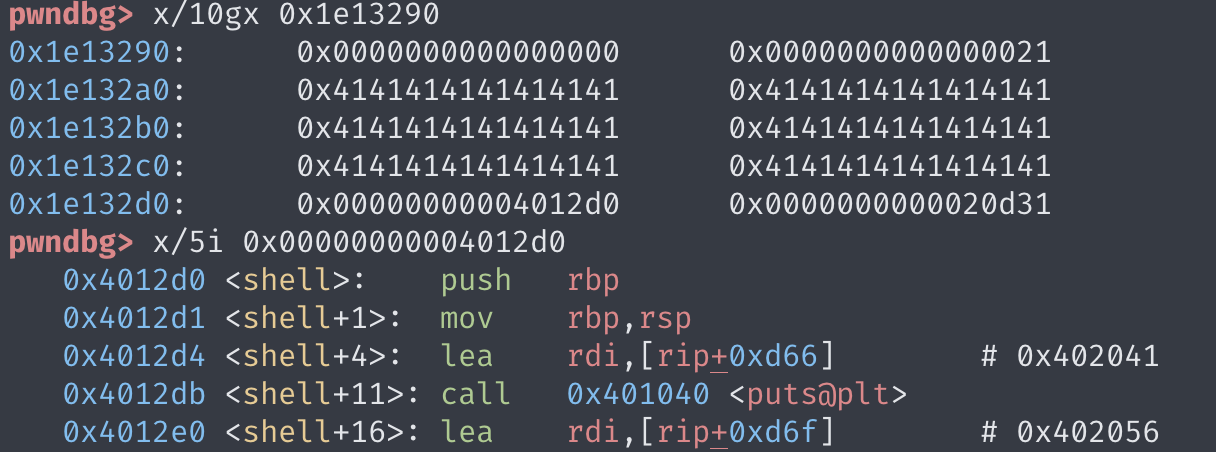 pwndbg> x/10gx 0x1e13290
0x1e13290: 0x0000000000000000 0x0000000000000021
0x1e132a0: 0x4141414141414141 0x4141414141414141
0x1e132b0: 0x4141414141414141 0x4141414141414141
0x1e132c0: 0x4141414141414141 0x4141414141414141
0x1e132d0: 0x00000000004012d0 0x0000000000020d31
pwndbg> x/5i 0x00000000004012d0
0x4012d0 <shell>: push rbp
0x4012d1 <shell+1>: mov rbp,rsp
0x4012d4 <shell+4>: lea rdi,[rip+0xd66] # 0x402041
0x4012db <shell+11>: call 0x401040 <puts@plt>
0x4012e0 <shell+16>: lea rdi,[rip+0xd6f] # 0x402056